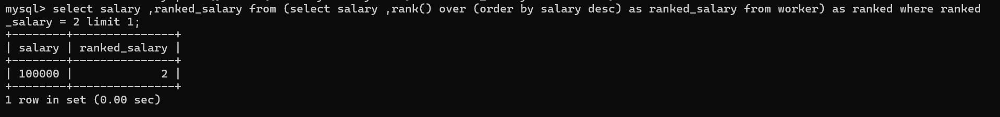 mysql> select salary ,ranked_salary from (select salary ,rank() over (order by salary desc) as ranked_salary from worker) as ranked where ranked
_salary = 2 limit 1;
+--------+---------------+
| salary | ranked_salary |
+--------+---------------+
| 100000 |             2 |
+--------+---------------+
1 row in set (0.00 sec)